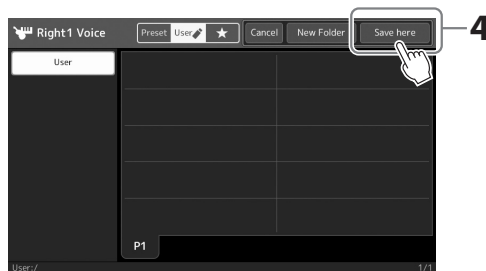 Right1 Voice
Preset User ★ Cancel New Folder Save here
4
User
P1
User:/ 1/1